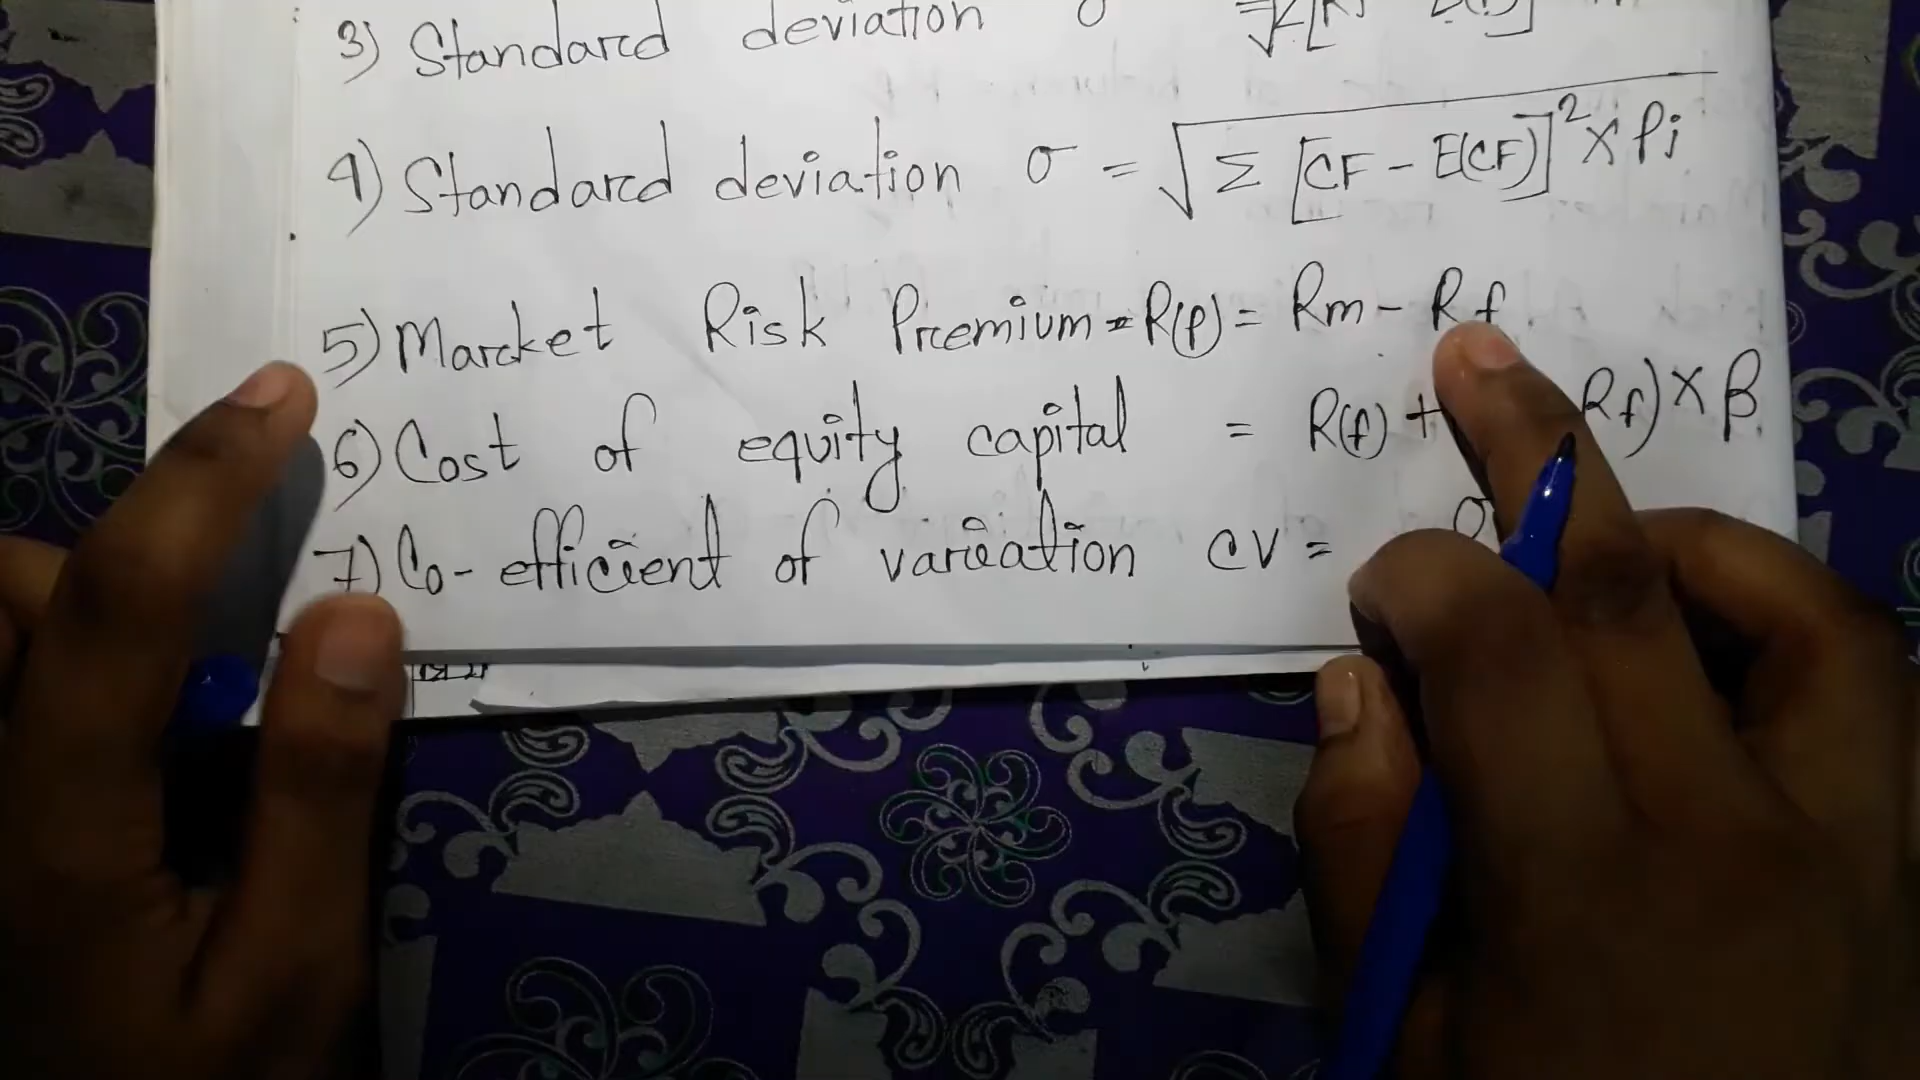 3) Standard deviation σ
4) Standard deviation σ = √Σ [CF - E(CF)]² × Pi
5) Market Risk Premium = R(p) = Rm - Rf
6) Cost of equity capital = R(f) + Rf) × β
7) Co-efficient of variation CV = σ